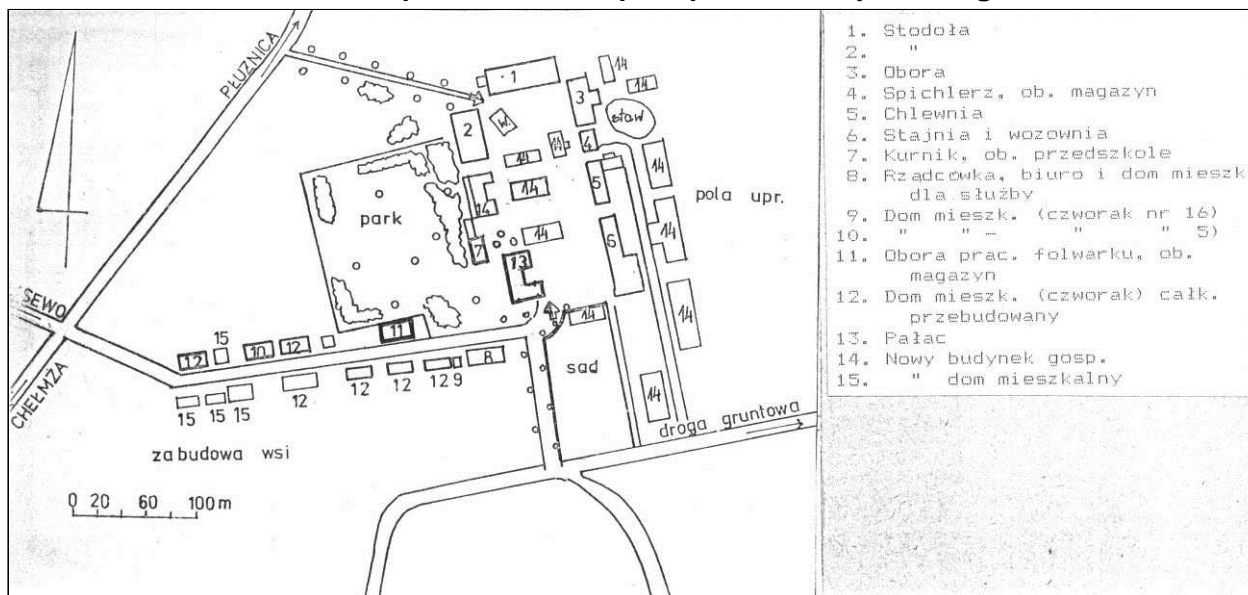 PŁUŻNICA
SEWO
CHEŁMŻA
1
2
W.
3
14
14
staw
4
14
5
14
14
14
park
7
14
13
6
pola upr.
14
14
14
14
11
15
12
10
12
12
12
12 9
8
sad
15
15
15
12
droga gruntowa
zabudowa wsi
0 20 60 100 m
1. Stodoła
2. "
3. Obora
4. Spichlerz, ob. magazyn
5. Chlewnia
6. Stajnia i wozownia
7. Kurnik, ob. przedszkole
8. Rządcówka, biuro i dom mieszk
dla służby
9. Dom mieszk. (czworak nr 16)
10. " " - " " 5)
11. Obora prac. folwarku, ob.
magazyn
12. Dom mieszk. (czworak) całk.
przebudowany
13. Pałac
14. Nowy budynek gosp.
15. " dom mieszkalny